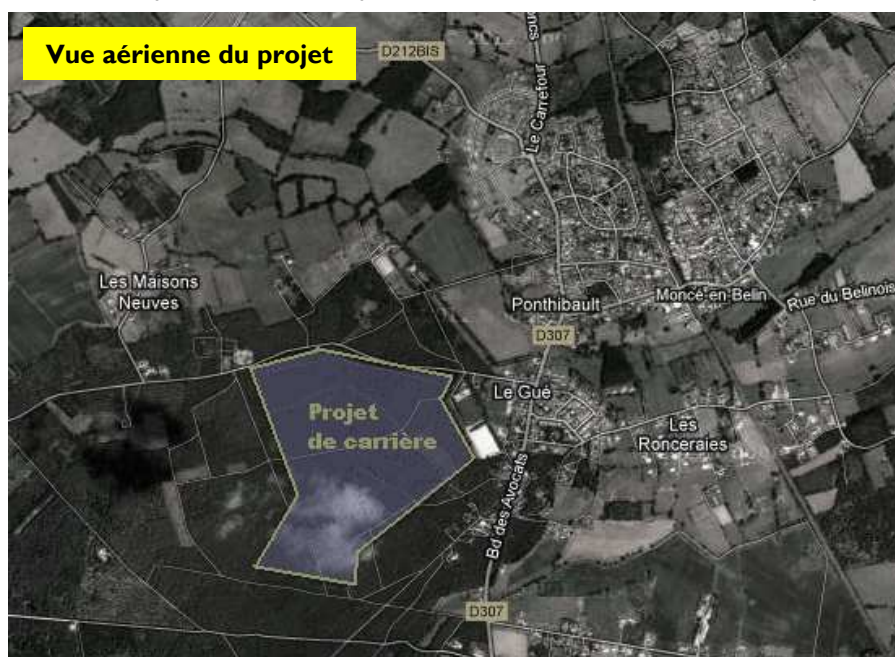 Vue aérienne du projet
D212BIS
Le Carrefour
Les Maisons
Neuves
Ponthibault
Moncé-en-Belin
Rue du Belinois
D307
Le Gué
Projet
de carrière
Les
Ronceraies
Bd des Avocats
D307